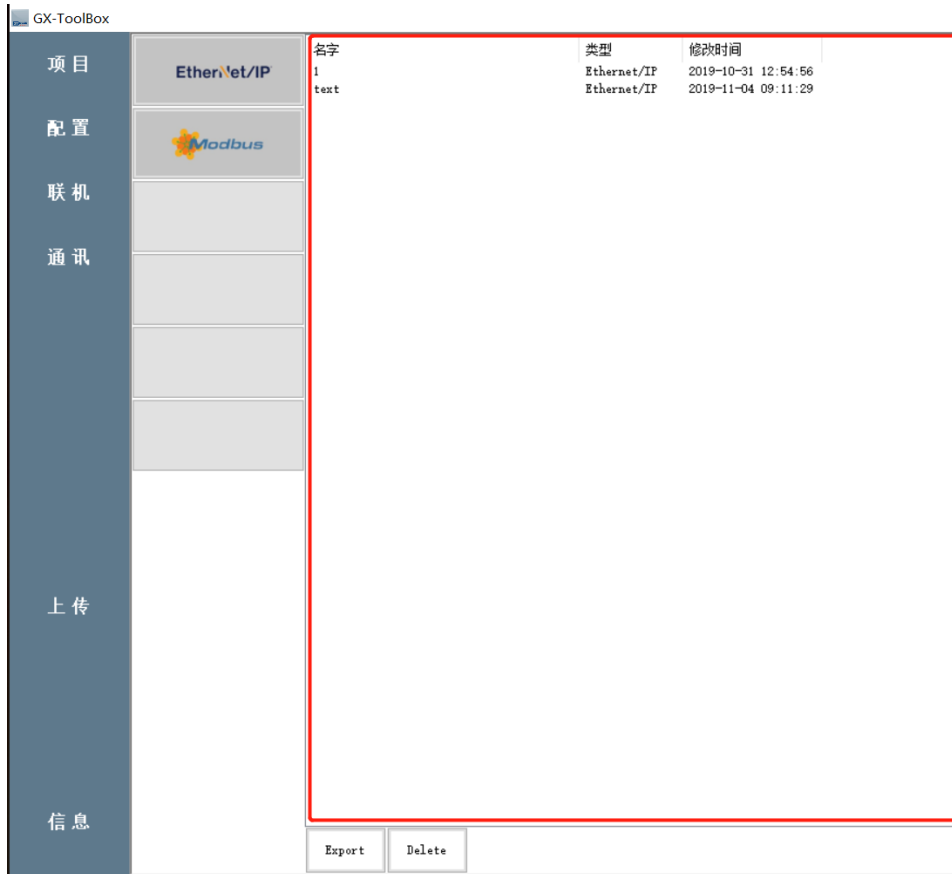 GX-ToolBox
项目
配置
联机
通讯
上传
信息
EtherNet/IP
Modbus
名字 类型 修改时间
1 Ethernet/IP 2019-10-31 12:54:56
text Ethernet/IP 2019-11-04 09:11:29
Export Delete